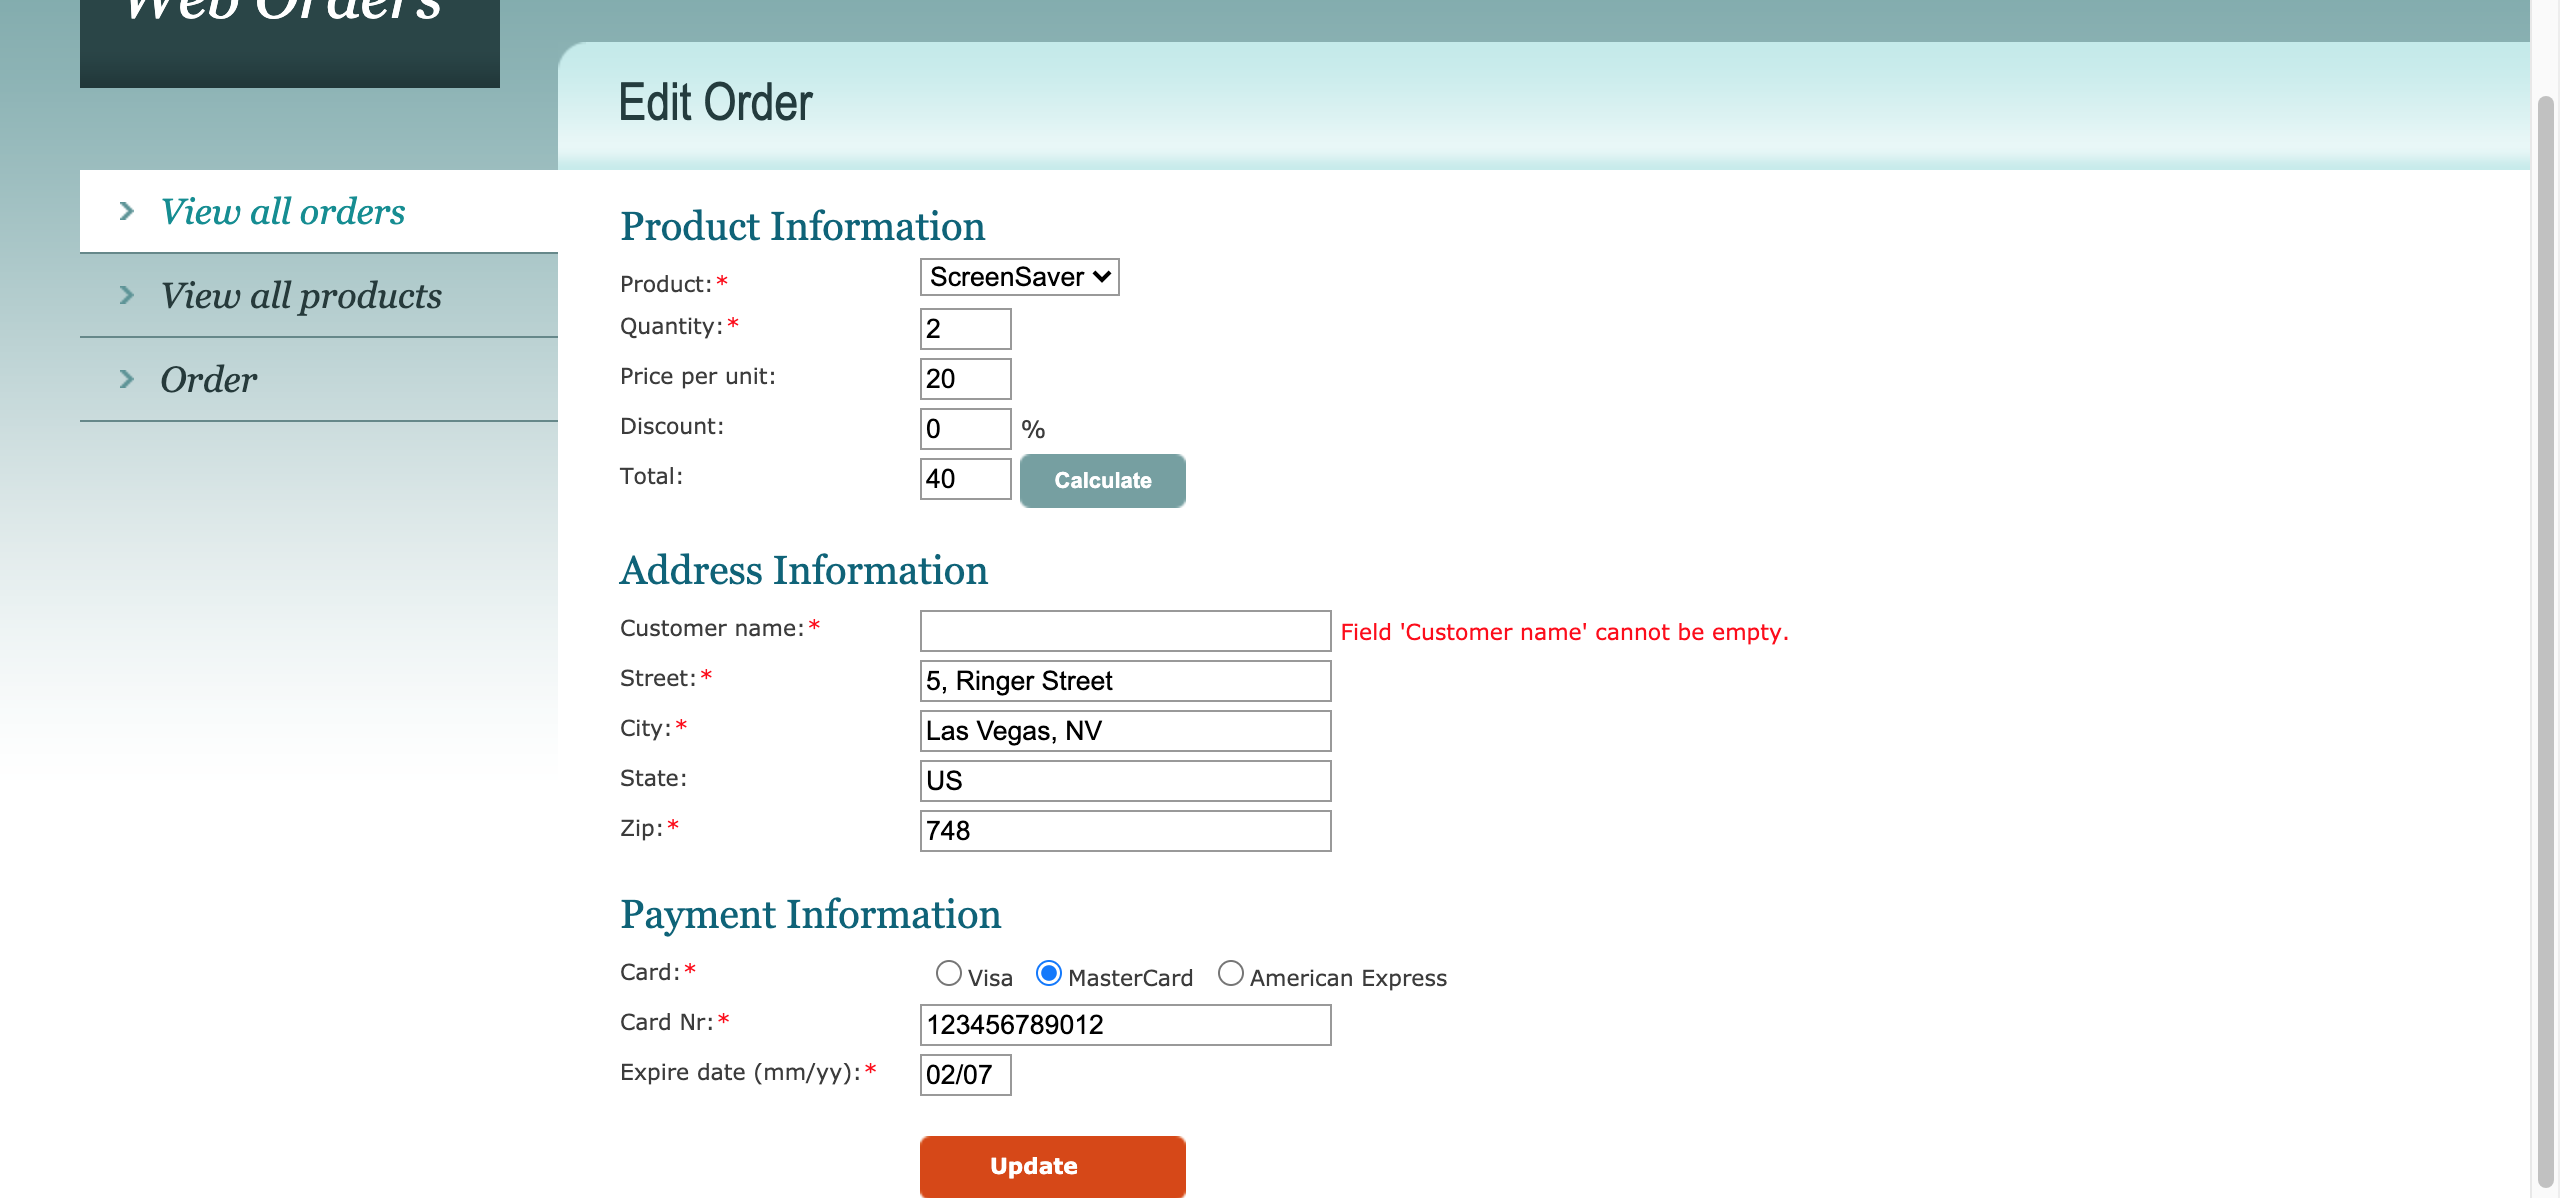 Web Orders
Edit Order
View all orders
View all products
Order
Product Information
Product:* ScreenSaver
Quantity:* 2
Price per unit: 20
Discount: 0 %
Total: 40 Calculate
Address Information
Customer name:* Field 'Customer name' cannot be empty.
Street:* 5, Ringer Street
City:* Las Vegas, NV
State: US
Zip:* 748
Payment Information
Card:* Visa MasterCard American Express
Card Nr:* 123456789012
Expire date (mm/yy):* 02/07
Update